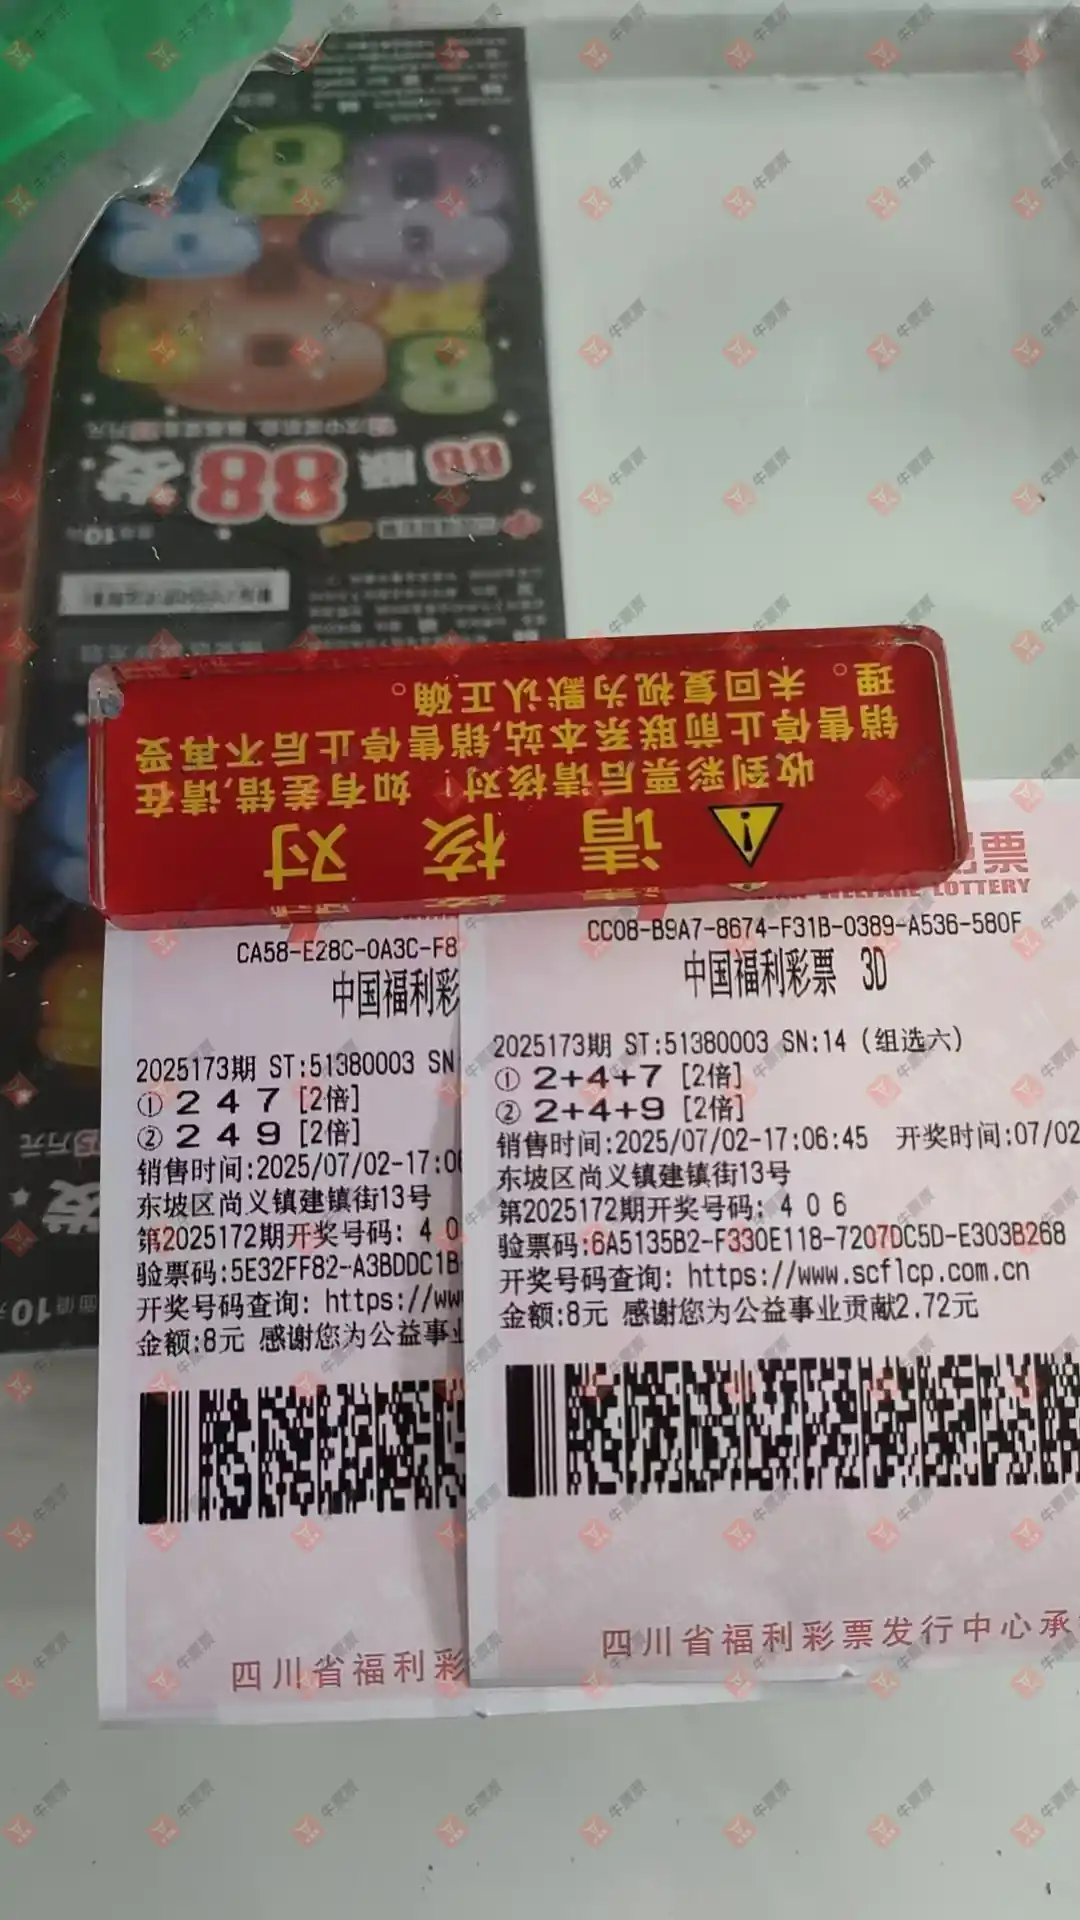 88 发
66 顺
请 核 对
收到彩票后请核对！如有差错,请在
销售停止前联系本站,销售停止后不再受
理。未回复视为默认正确。
CA58-E28C-0A3C-F8
中国福利彩
2025173期 ST:51380003 SN
① 2 4 7 [2倍]
② 2 4 9 [2倍]
销售时间:2025/07/02-17:06
东坡区尚义镇建镇街13号
第2025172期开奖号码: 4 0
验票码:5E32FF82-A3BDDC1B
开奖号码查询: https://ww
金额:8元 感谢您为公益事业
四川省福利彩
票
WELFARE LOTTERY
CC08-B9A7-8674-F31B-0389-A536-580F
中国福利彩票 3D
2025173期 ST:51380003 SN:14 (组选六)
① 2+4+7 [2倍]
② 2+4+9 [2倍]
销售时间:2025/07/02-17:06:45 开奖时间:07/02
东坡区尚义镇建镇街13号
第2025172期开奖号码: 4 0 6
验票码:6A5135B2-F330E118-7207DC5D-E303B268
开奖号码查询: https://www.scflcp.com.cn
金额:8元 感谢您为公益事业贡献2.72元
四川省福利彩票发行中心承
牛票票